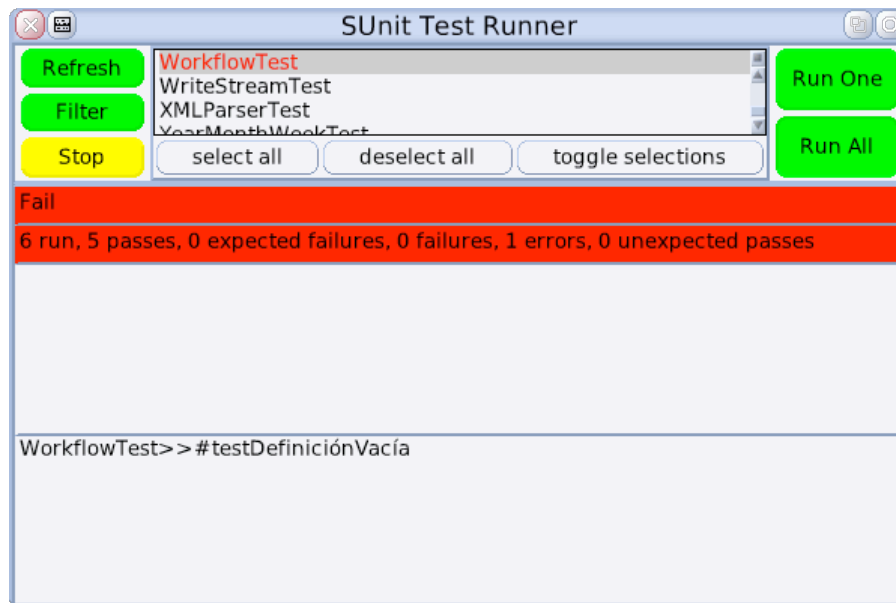 SUnit Test Runner
Refresh
Filter
Stop
WorkflowTest
WriteStreamTest
XMLParserTest
YearMonthWeekTest
select all
deselect all
toggle selections
Run One
Run All
Fail
6 run, 5 passes, 0 expected failures, 0 failures, 1 errors, 0 unexpected passes
WorkflowTest>>#testDefiniciónVacía